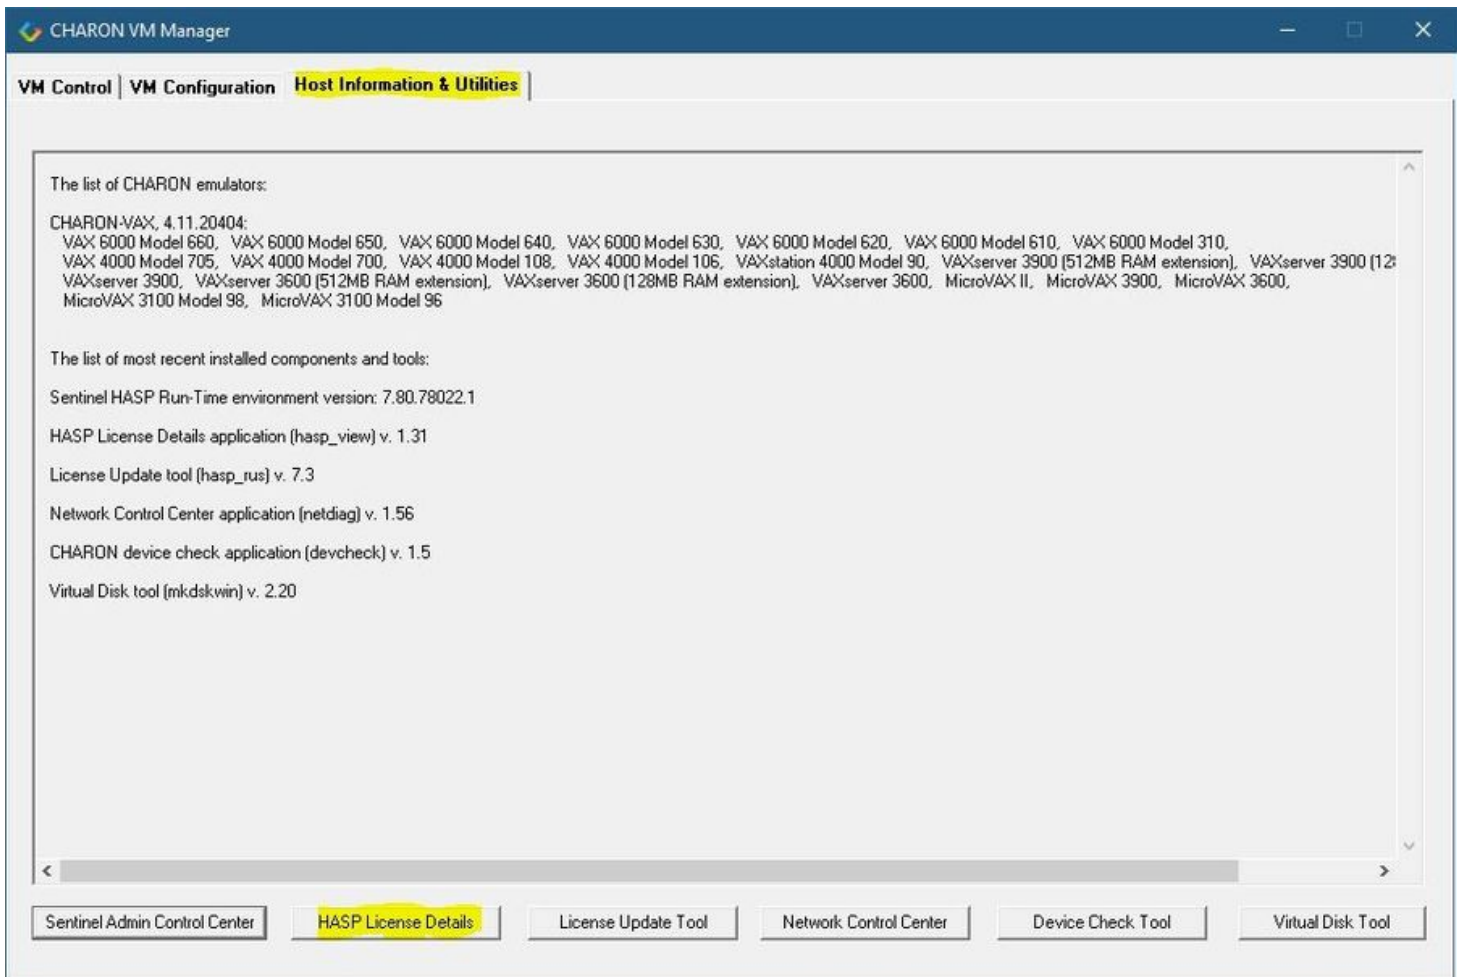 CHARON VM Manager
VM Control
VM Configuration
Host Information & Utilities
The list of CHARON emulators:
CHARON-VAX, 4.11.20404:
VAX 6000 Model 660, VAX 6000 Model 650, VAX 6000 Model 640, VAX 6000 Model 630, VAX 6000 Model 620, VAX 6000 Model 610, VAX 6000 Model 310,
VAX 4000 Model 705, VAX 4000 Model 700, VAX 4000 Model 108, VAX 4000 Model 106, VAXstation 4000 Model 90, VAXserver 3900 (512MB RAM extension), VAXserver 3900 (128
VAXserver 3900, VAXserver 3600 (512MB RAM extension), VAXserver 3600 (128MB RAM extension), VAXserver 3600, MicroVAX II, MicroVAX 3900, MicroVAX 3600,
MicroVAX 3100 Model 98, MicroVAX 3100 Model 96
The list of most recent installed components and tools:
Sentinel HASP Run-Time environment version: 7.80.78022.1
HASP License Details application (hasp_view) v. 1.31
License Update tool (hasp_rus) v. 7.3
Network Control Center application (netdiag) v. 1.56
CHARON device check application (devcheck) v. 1.5
Virtual Disk tool (mkdskwin) v. 2.20
Sentinel Admin Control Center
HASP License Details
License Update Tool
Network Control Center
Device Check Tool
Virtual Disk Tool